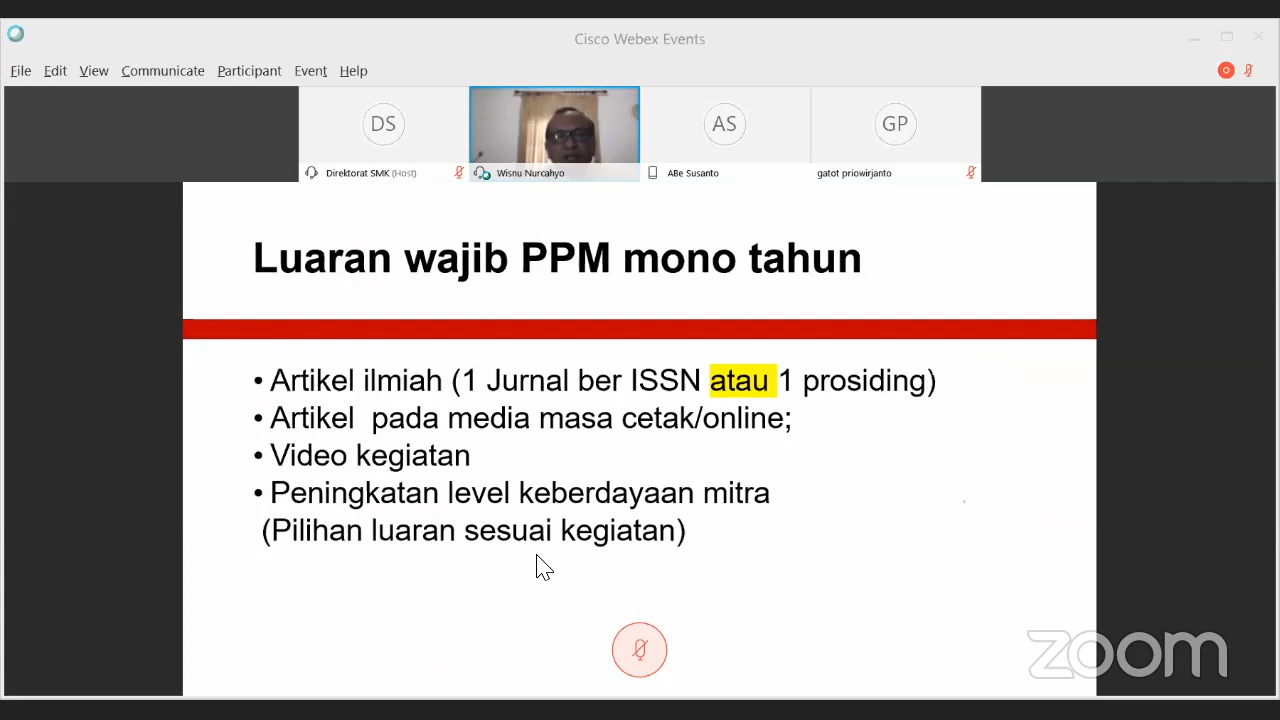 Cisco Webex Events
File Edit View Communicate Participant Event Help
DS AS GP
Direktorat SMK (Host) Wisnu Nurcahyo ABe Susanto gatot priowirjanto
Luaran wajib PPM mono tahun
• Artikel ilmiah (1 Jurnal ber ISSN atau 1 prosiding)
• Artikel pada media masa cetak/online;
• Video kegiatan
• Peningkatan level keberdayaan mitra
(Pilihan luaran sesuai kegiatan)
zoom